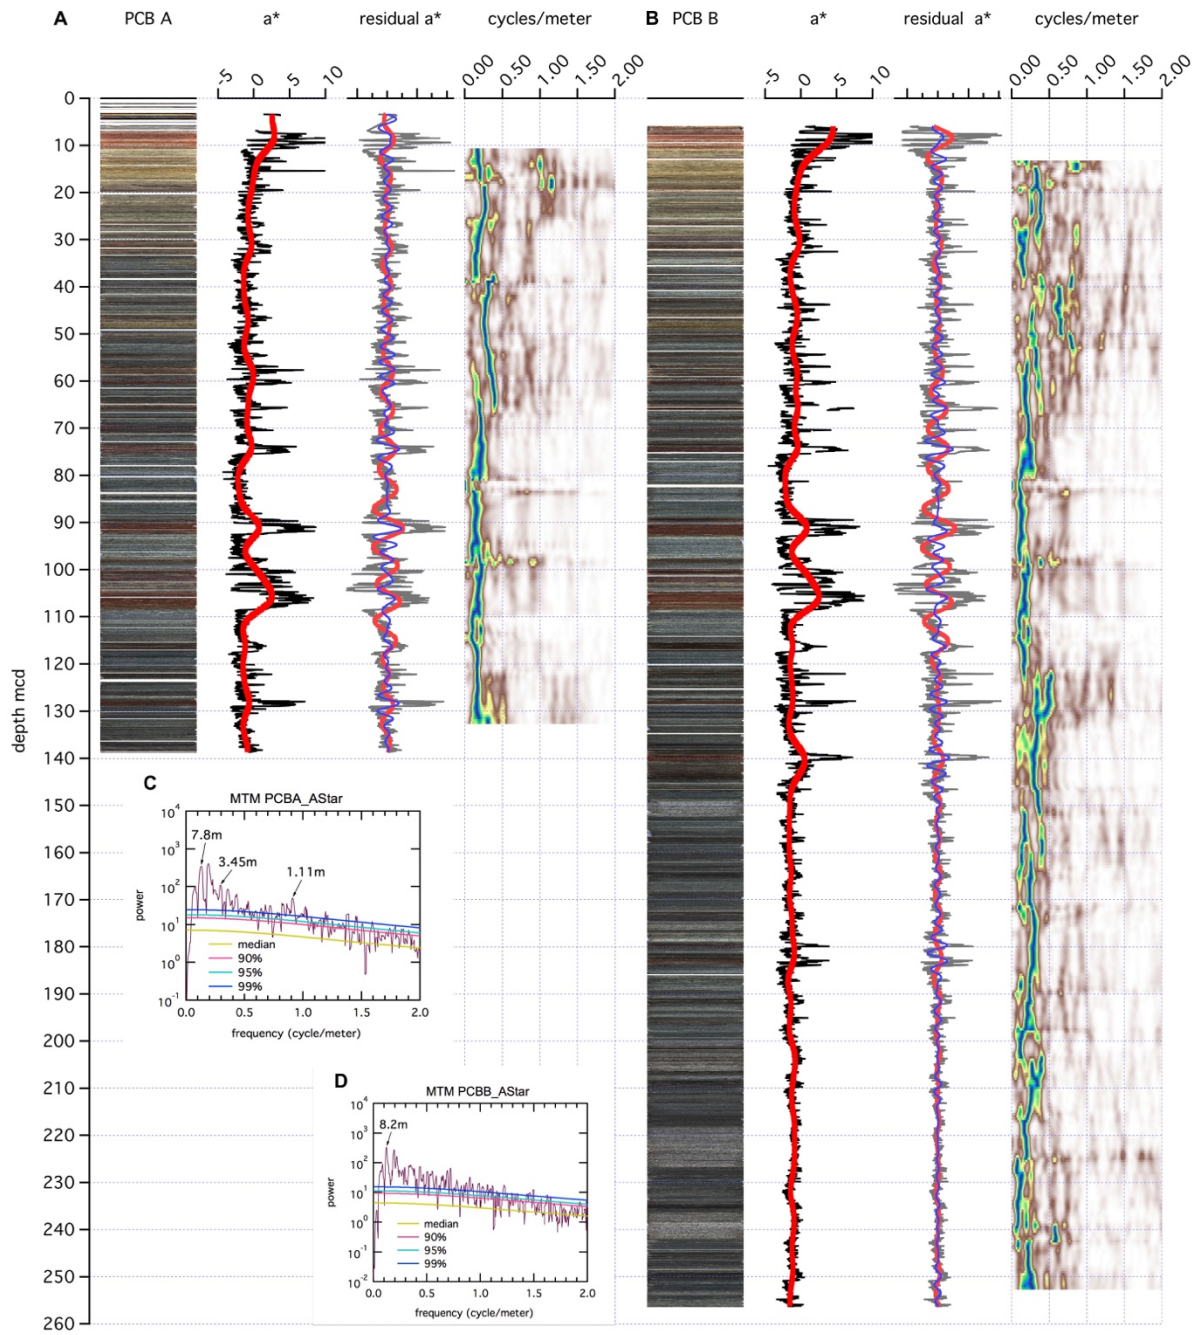 A PCB A a* residual a* cycles/meter B PCB B a* residual a* cycles/meter
-5 0 5 10 0.00 0.50 1.00 1.50 2.00 -5 0 5 10 0.00 0.50 1.00 1.50 2.00
0
10
20
30
40
50
60
70
80
90
100
110
120
130
140
150
160
170
180
190
200
210
220
230
240
250
260
depth mcd
C
MTM PCBA_AStar
10^4
10^3
10^2
10^1
10^0
10^-1
power
7.8m
3.45m
1.11m
median
90%
95%
99%
0.0 0.5 1.0 1.5 2.0
frequency (cycle/meter)
D
MTM PCBB_AStar
10^4
10^3
10^2
10^1
10^0
10^-1
10^-2
power
8.2m
median
90%
95%
99%
0.0 0.5 1.0 1.5 2.0
frequency (cycle/meter)